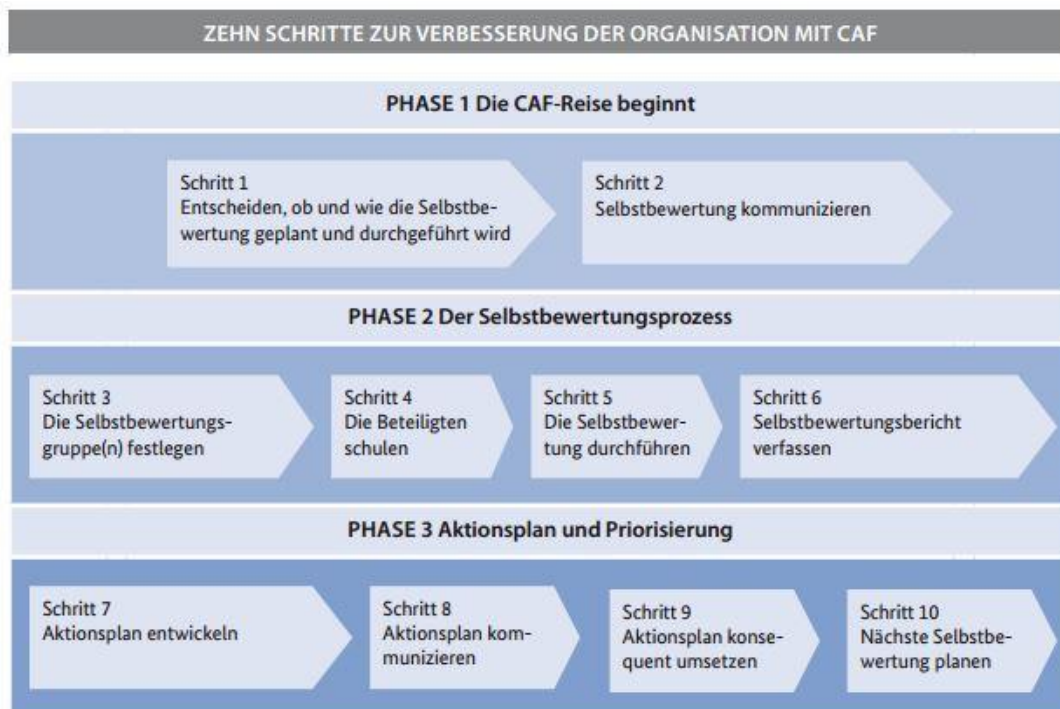 ZEHN SCHRITTE ZUR VERBESSERUNG DER ORGANISATION MIT CAF
PHASE 1 Die CAF-Reise beginnt
Schritt 1
Entscheiden, ob und wie die Selbstbe-
wertung geplant und durchgeführt wird
Schritt 2
Selbstbewertung kommunizieren
PHASE 2 Der Selbstbewertungsprozess
Schritt 3
Die Selbstbewertungs-
gruppe(n) festlegen
Schritt 4
Die Beteiligten
schulen
Schritt 5
Die Selbstbewer-
tung durchführen
Schritt 6
Selbstbewertungsbericht
verfassen
PHASE 3 Aktionsplan und Priorisierung
Schritt 7
Aktionsplan entwickeln
Schritt 8
Aktionsplan kom-
munizieren
Schritt 9
Aktionsplan konse-
quent umsetzen
Schritt 10
Nächste Selbstbe-
wertung planen